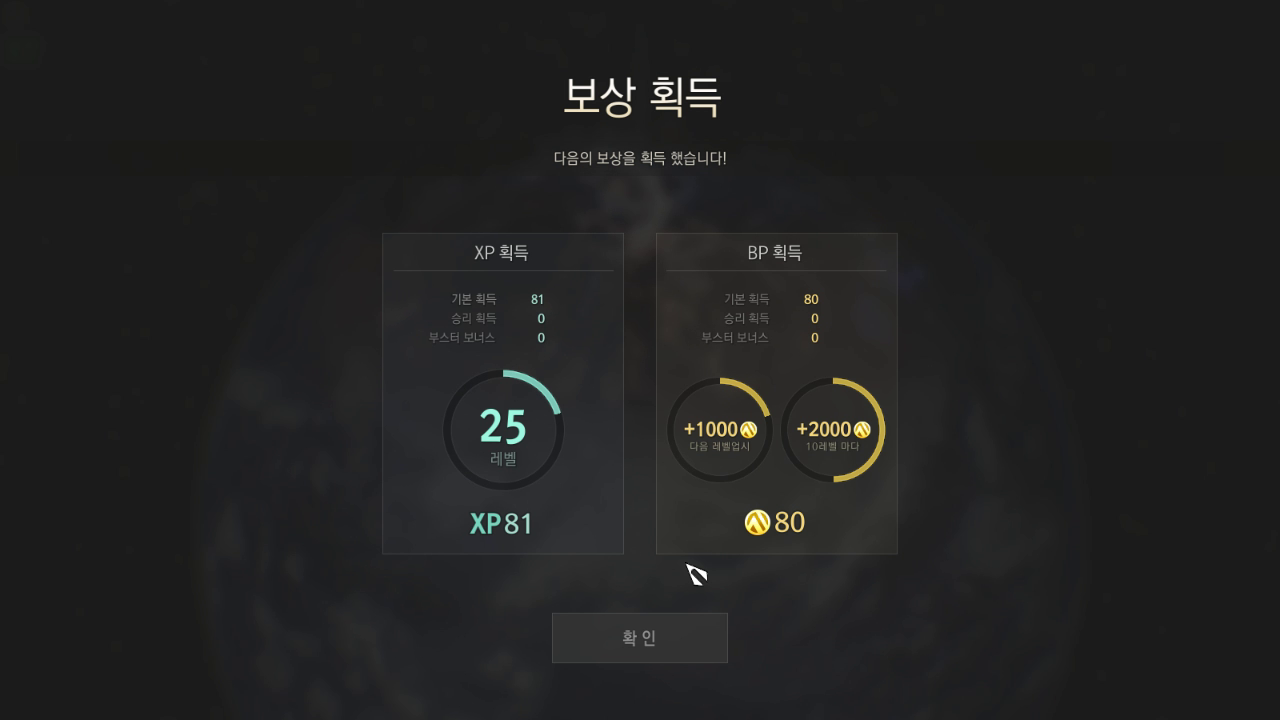 보상 획득
다음의 보상을 획득 했습니다!
XP 획득
기본 획득 81
승리 획득 0
부스터 보너스 0
25
레벨
XP 81
BP 획득
기본 획득 80
승리 획득 0
부스터 보너스 0
+1000
다음 레벨업시
+2000
10레벨 마다
80
확인